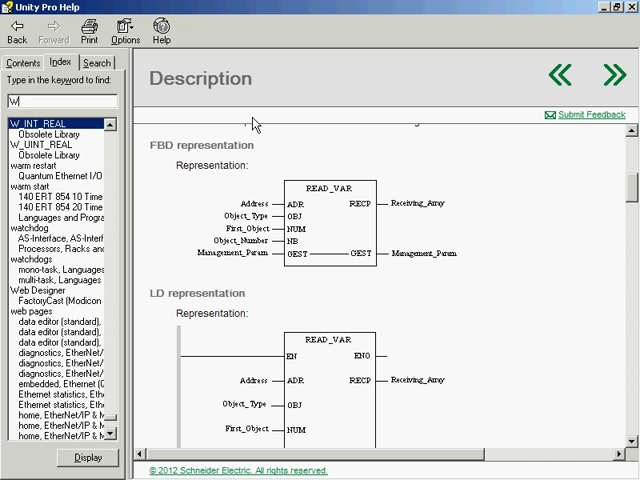 Unity Pro Help
Back Forward Print Options Help
Contents Index Search
Type in the keyword to find:
W
W_INT_REAL
Obsolete Library
W_UINT_REAL
Obsolete Library
warm restart
Quantum Ethernet I/O
warm start
140 ERT 854 10 Time
140 ERT 854 20 Time
Languages and Progra
watchdog
AS-Interface, AS-Interf
Processors, Racks and
watchdogs
mono-task, Languages
multi-task, Languages
Web Designer
FactoryCast (Modicon
web pages
data editor (standard),
data editor (standard),
data editor (standard),
diagnostics, EtherNet/
diagnostics, EtherNet/
diagnostics, EtherNet/
embedded, Ethernet (Q
Ethernet statistics, Ethe
Ethernet statistics, Ethe
home, EtherNet/IP & M
home, EtherNet/IP & M
home, EtherNet/IP & M
Display
Description
Submit Feedback
FBD representation
Representation:
READ_VAR
Address ADR RECP Receiving_Array
Object_Type OBJ
First_Object NUM
Object_Number NB
Management_Param GEST GEST Management_Param
LD representation
Representation:
READ_VAR
EN ENO
Address ADR RECP Receiving_Array
Object_Type OBJ
First_Object NUM
© 2012 Schneider Electric. All rights reserved.